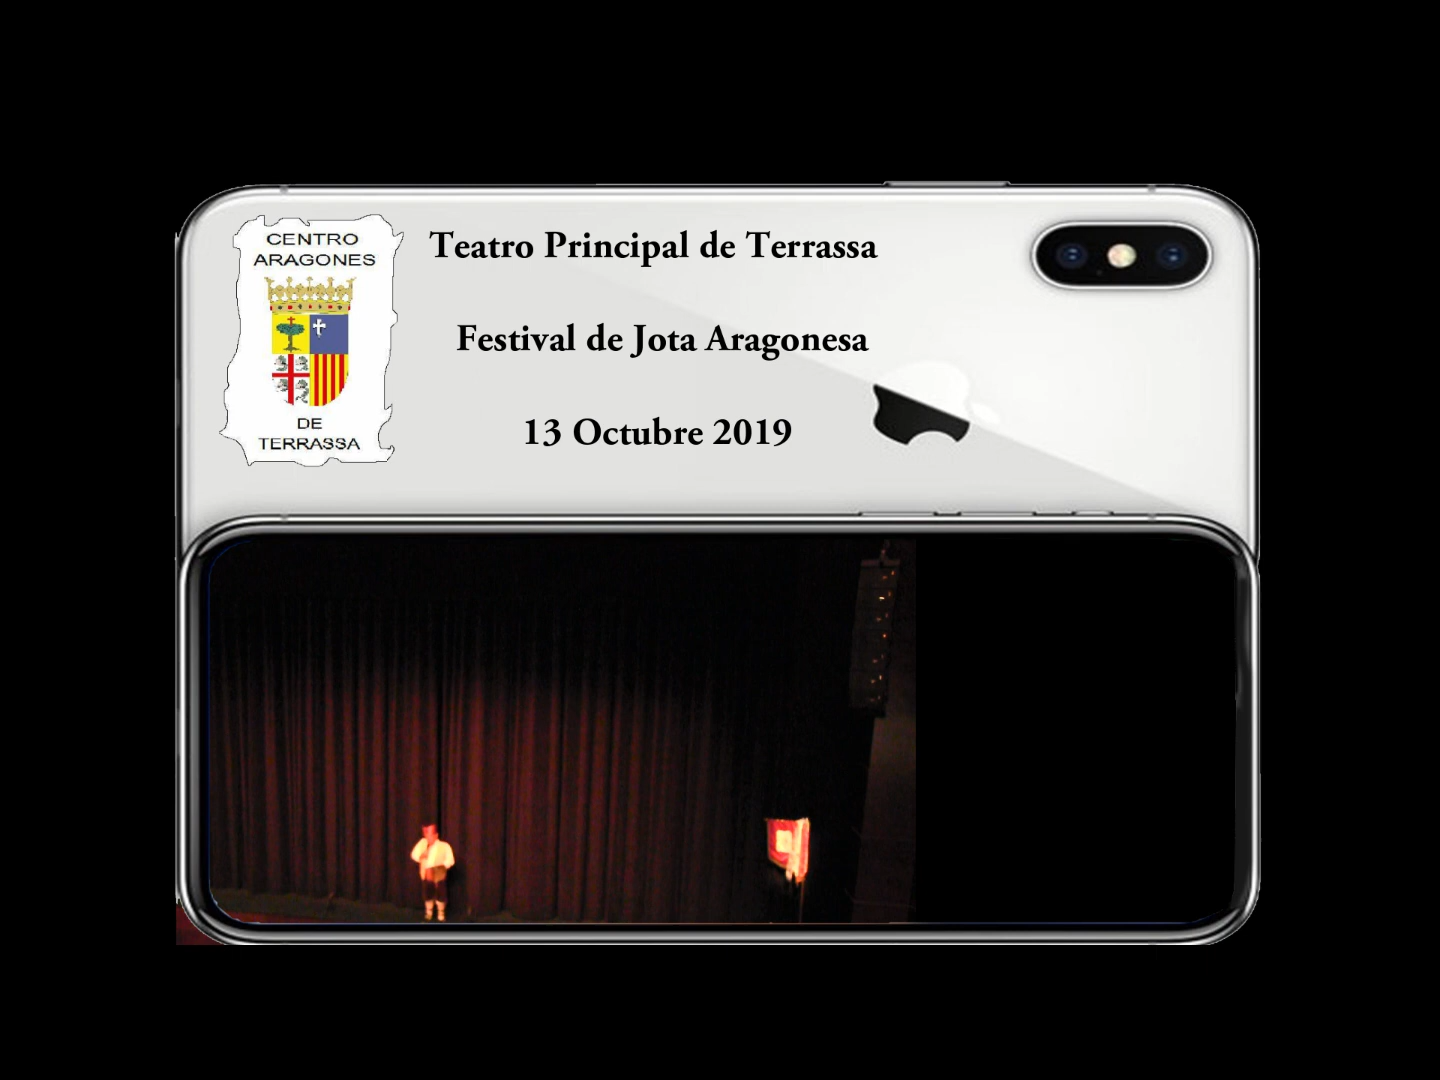 CENTRO
ARAGONES
DE
TERRASSA
Teatro Principal de Terrassa
Festival de Jota Aragonesa
13 Octubre 2019